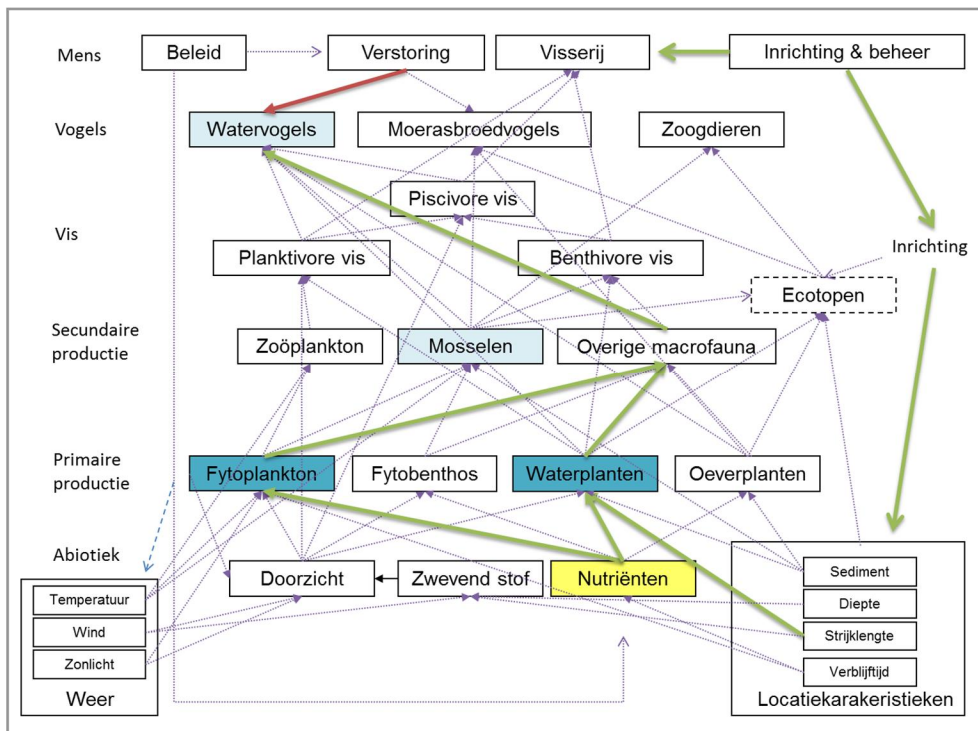 Mens
Beleid
Verstoring
Visserij
Inrichting & beheer
Vogels
Watervogels
Moerasbroedvogels
Zoogdieren
Piscivore vis
Vis
Planktivore vis
Benthivore vis
Inrichting
Ecotopen
Secundaire
productie
Zoöplankton
Mosselen
Overige macrofauna
Primaire
productie
Fytoplankton
Fytobenthos
Waterplanten
Oeverplanten
Abiotiek
Doorzicht
Zwevend stof
Nutriënten
Sediment
Temperatuur
Diepte
Wind
Strijklengte
Zonlicht
Verblijftijd
Weer
Locatiekarakeristieken